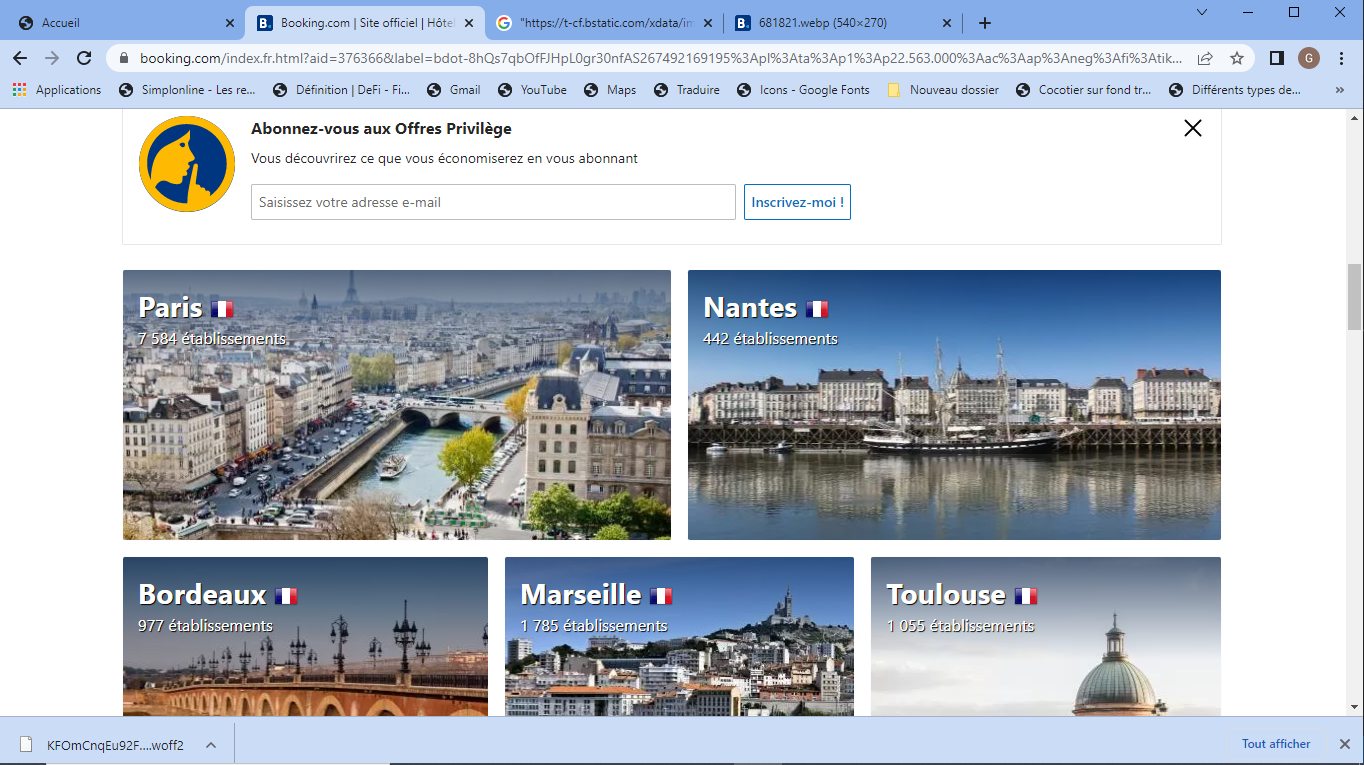 Accueil
Booking.com | Site officiel | Hôtel
"https://t-cf.bstatic.com/xdata/im
681821.webp (540×270)
booking.com/index.fr.html?aid=376366&label=bdot-8hQs7qbOfFJHpL0gr30nfAS267492169195%3Apl%3Ata%3Ap1%3Ap22.563.000%3Aac%3Aap%3Aneg%3Afi%3Atik...
G
Applications
Simplonline - Les re...
Définition | DeFi - Fi...
Gmail
YouTube
Maps
Traduire
Icons - Google Fonts
Nouveau dossier
Cocotier sur fond tr...
Différents types de...
Abonnez-vous aux Offres Privilège
Vous découvrirez ce que vous économiserez en vous abonnant
Saisissez votre adresse e-mail
Inscrivez-moi !
Paris
7 584 établissements
Nantes
442 établissements
Bordeaux
977 établissements
Marseille
1 785 établissements
Toulouse
1 055 établissements
KFOmCnqEu92F....woff2
Tout afficher